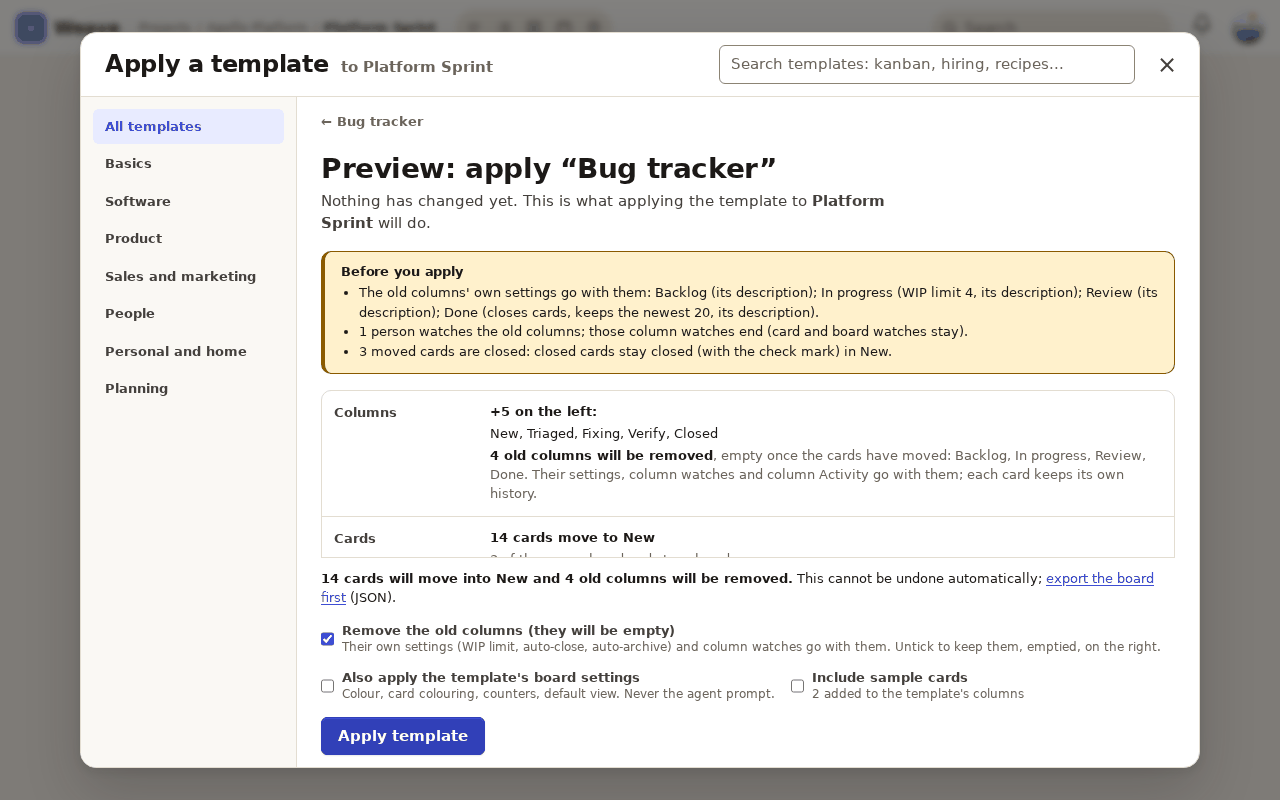 Apply a template to Platform Sprint
Search templates: kanban, hiring, recipes…
All templates
Basics
Software
Product
Sales and marketing
People
Personal and home
Planning
← Bug tracker
Preview: apply “Bug tracker”
Nothing has changed yet. This is what applying the template to Platform
Sprint will do.
Before you apply
• The old columns' own settings go with them: Backlog (its description); In progress (WIP limit 4, its description); Review (its
description); Done (closes cards, keeps the newest 20, its description).
• 1 person watches the old columns; those column watches end (card and board watches stay).
• 3 moved cards are closed: closed cards stay closed (with the check mark) in New.
Columns
+5 on the left:
New, Triaged, Fixing, Verify, Closed
4 old columns will be removed, empty once the cards have moved: Backlog, In progress, Review,
Done. Their settings, column watches and column Activity go with them; each card keeps its own
history.
Cards
14 cards move to New
14 cards will move into New and 4 old columns will be removed. This cannot be undone automatically; export the board
first (JSON).
Remove the old columns (they will be empty)
Their own settings (WIP limit, auto-close, auto-archive) and column watches go with them. Untick to keep them, emptied, on the right.
Also apply the template's board settings
Colour, card colouring, counters, default view. Never the agent prompt.
Include sample cards
2 added to the template's columns
Apply template